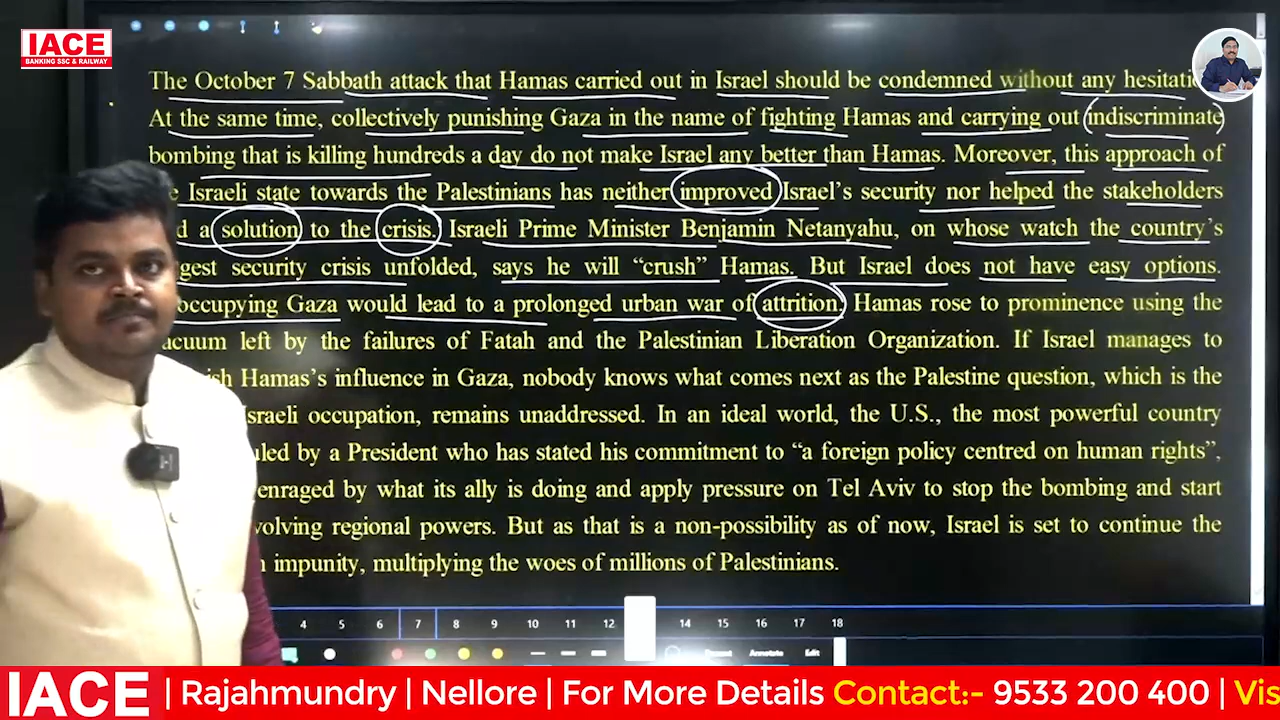 IACE
BANKING SSC & RAILWAY
The October 7 Sabbath attack that Hamas carried out in Israel should be condemned without any
At the same time, collectively punishing Gaza in the name of fighting Hamas and carrying out indiscriminate
bombing that is killing hundreds a day do not make Israel any better than Hamas. Moreover, this approach of
Israeli state towards the Palestinians has neither improved Israel's security nor helped the stakeholders
a solution to the crisis. Israeli Prime Minister Benjamin Netanyahu, on whose watch the country's
security crisis unfolded, says he will “crush” Hamas. But Israel does not have easy options.
occupying Gaza would lead to a prolonged urban war of attrition. Hamas rose to prominence using the
left by the failures of Fatah and the Palestinian Liberation Organization. If Israel manages to
Hamas's influence in Gaza, nobody knows what comes next as the Palestine question, which is the
occupation, remains unaddressed. In an ideal world, the U.S., the most powerful country
by a President who has stated his commitment to “a foreign policy centred on human rights”,
enraged by what its ally is doing and apply pressure on Tel Aviv to stop the bombing and start
regional powers. But as that is a non-possibility as of now, Israel is set to continue the
impunity, multiplying the woes of millions of Palestinians.
4 5 6 7 8 9 10 11 12 14 15 16 17 18
Annotate Edit
IACE | Rajahmundry | Nellore | For More Details Contact:- 9533 200 400 |